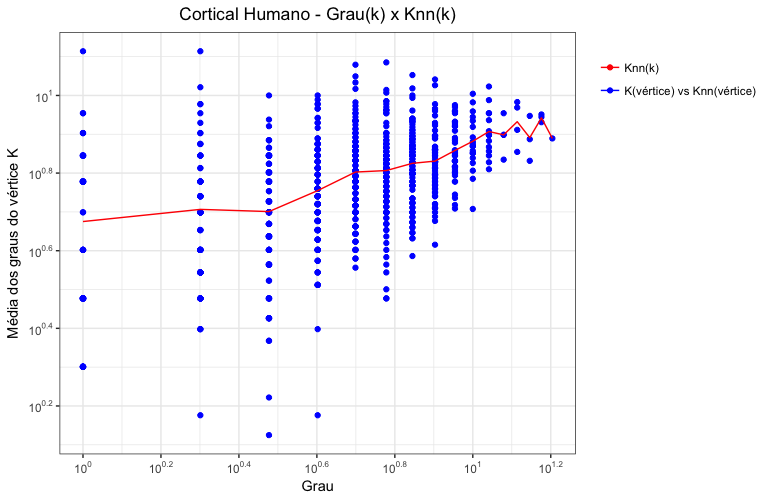 Cortical Humano - Grau(k) x Knn(k)
Knn(k)
K(vértice) vs Knn(vértice)
Média dos graus do vértice K
10^1
10^0.8
10^0.6
10^0.4
10^0.2
10^0 10^0.2 10^0.4 10^0.6 10^0.8 10^1 10^1.2
Grau